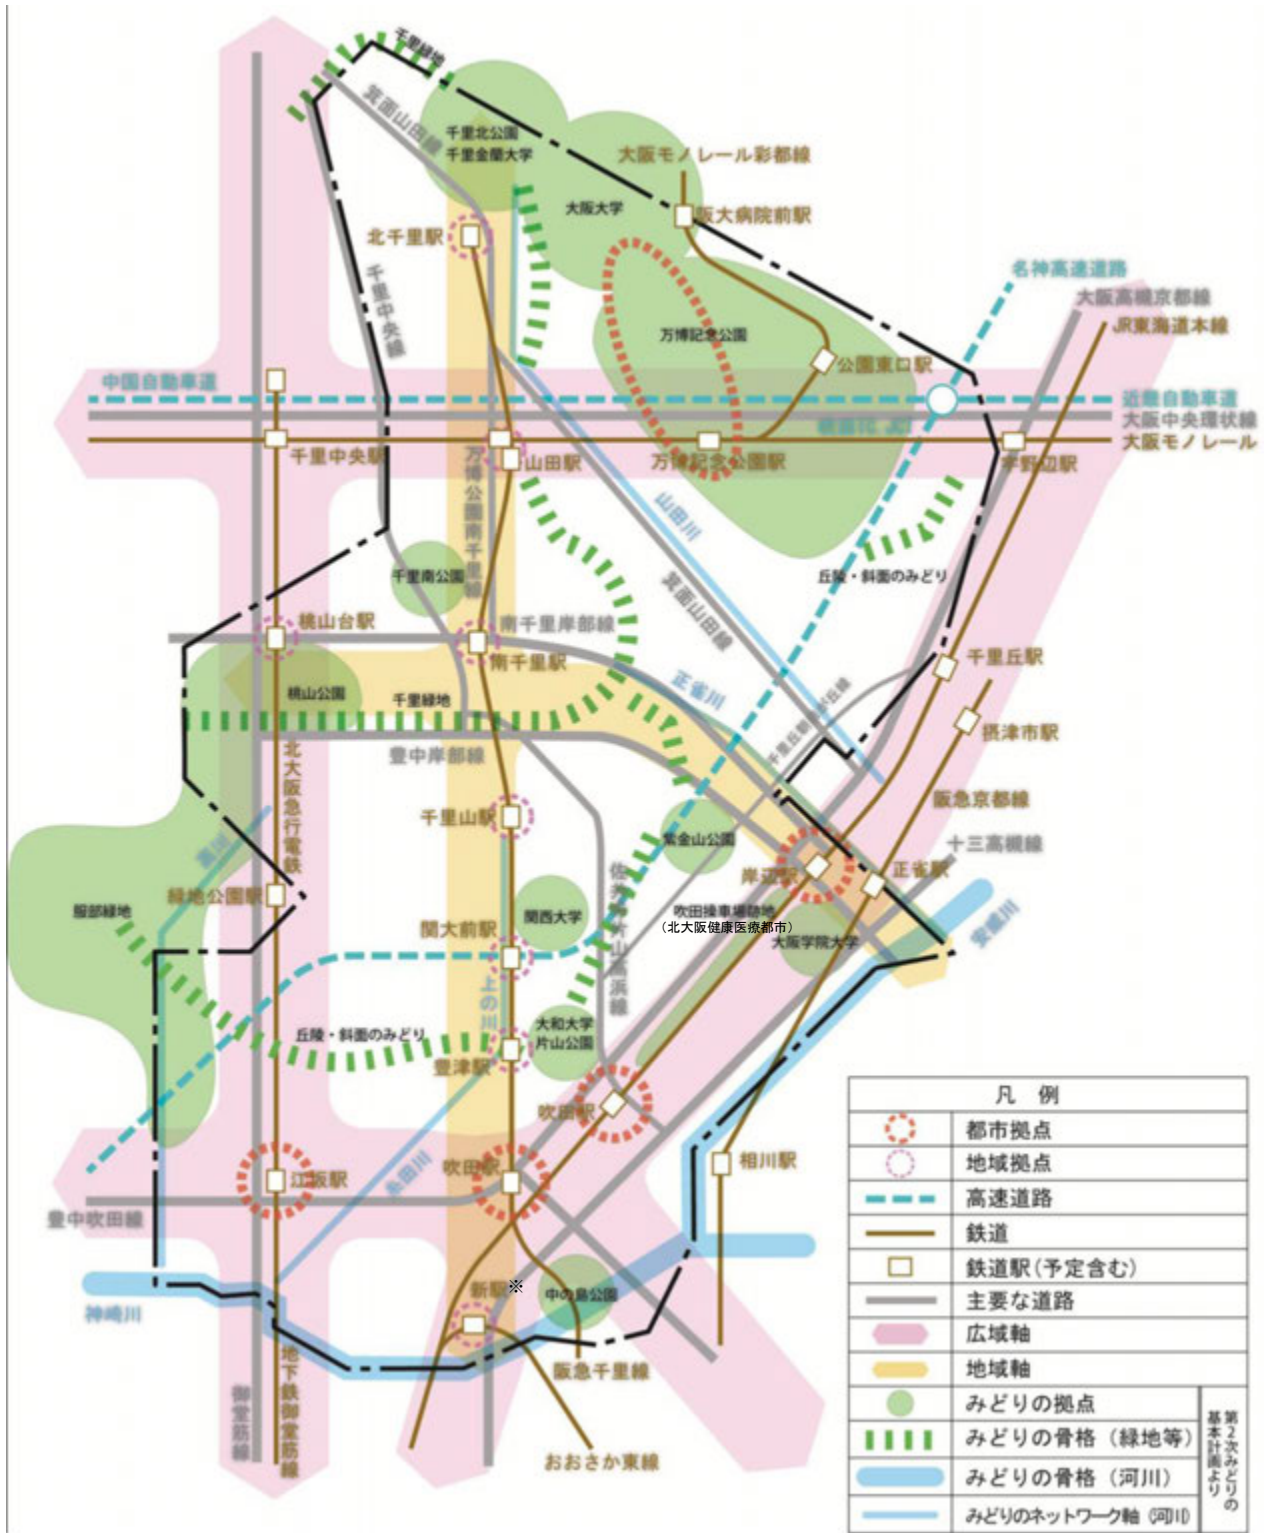 千里緑地
箕面山田線
千里北公園
千里金蘭大学
大阪モノレール彩都線
大阪大学
阪大病院前駅
北千里駅
千里中央線
名神高速道路
大阪高槻京都線
JR東海道本線
万博記念公園
公園東口駅
中国自動車道
近畿自動車道
大阪中央環状線
大阪モノレール
千里中央駅
山田駅
万博記念公園駅
宇野辺駅
万博公園南千里線
山田川
千里南公園
丘陵・斜面のみどり
箕面山田線
桃山台駅
南千里岸部線
南千里駅
千里丘駅
正雀川
桃山公園
千里緑地
摂津市駅
北大阪急行電鉄
豊中岸部線
阪急京都線
千里山駅
紫金山公園
十三高槻線
岸辺駅
正雀駅
緑地公園駅
服部緑地
関西大学
吹田操車場跡地
(北大阪健康医療都市)
大阪学院大学
安威川
関大前駅
上の川
大和大学
片山公園
丘陵・斜面のみどり
豊津駅
吹田駅
吹田駅
相川駅
江坂駅
糸田川
豊中吹田線
新駅※
中の島公園
神崎川
阪急千里線
地下鉄御堂筋線
御堂筋線
おおさか東線
凡 例
都市拠点
地域拠点
高速道路
鉄道
鉄道駅(予定含む)
主要な道路
広域軸
地域軸
みどりの拠点
みどりの骨格(緑地等)
みどりの骨格(河川)
みどりのネットワーク軸(河川)
第2次みどりの
基本計画より